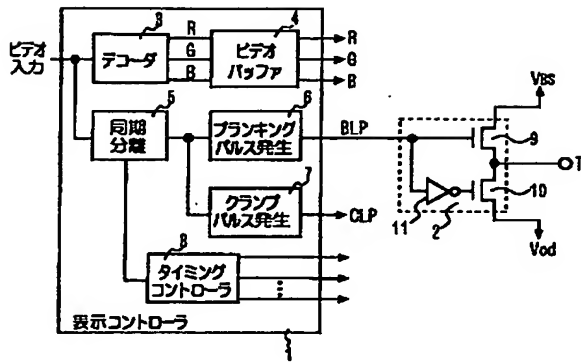 ビデオ
入力
3
デコーダ
R
G
B
4
ビデオ
バッファ
R
G
B
5
同期
分離
6
ブランキング
パルス発生
BLP
7
クランプ
パルス発生
CLP
8
タイミング
コントローラ
表示コントローラ
1
VBS
9
T
10
11
2
Vod